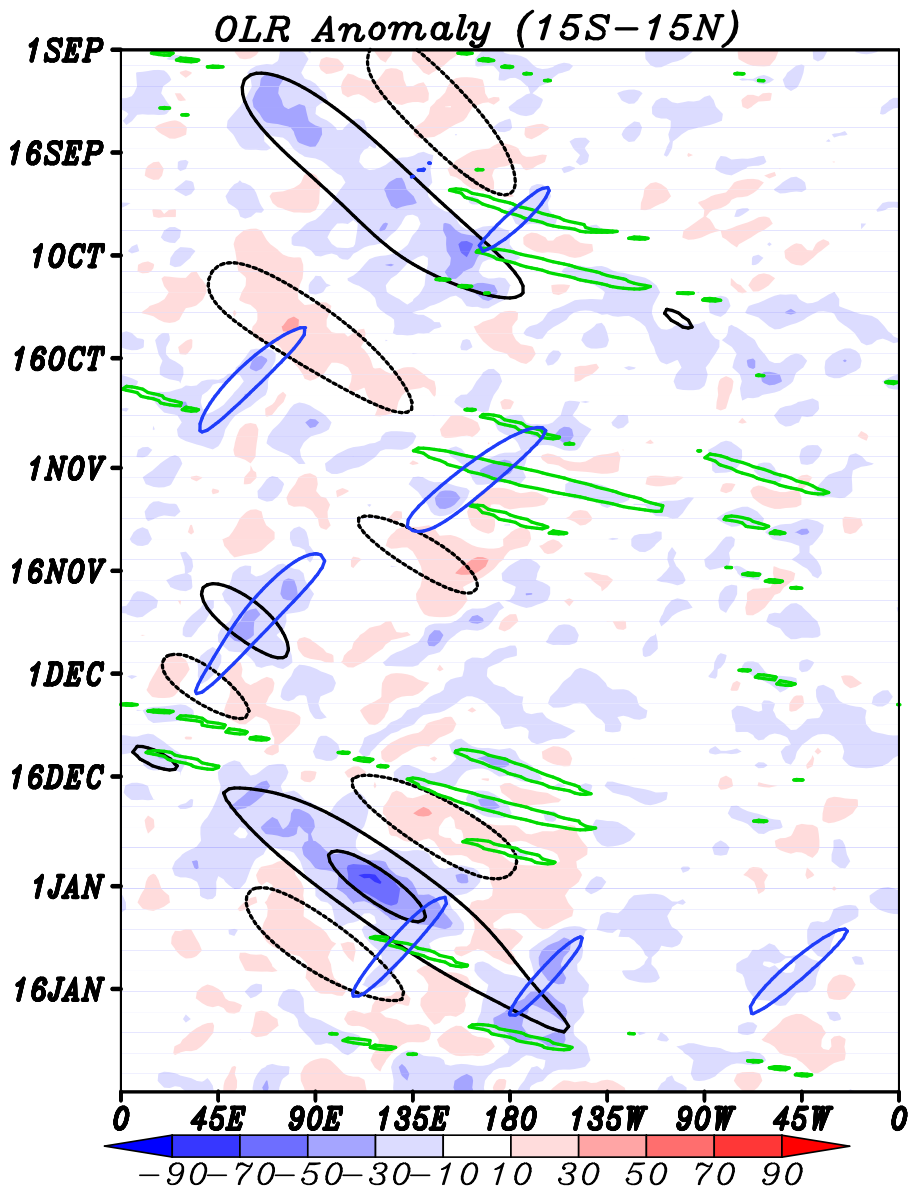 OLR Anomaly (15S−15N)
1SEP
16SEP
1OCT
16OCT
1NOV
16NOV
1DEC
16DEC
1JAN
16JAN
0 45E 90E 135E 180 135W 90W 45W 0
−90 −70 −50 −30 −10 10 30 50 70 90